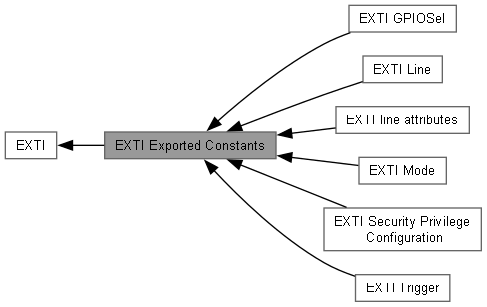 EXTI GPIOSel
EXTI Line
EXTI line attributes
EXTI
EXTI Exported Constants
EXTI Mode
EXTI Security Privilege
Configuration
EXTI Trigger